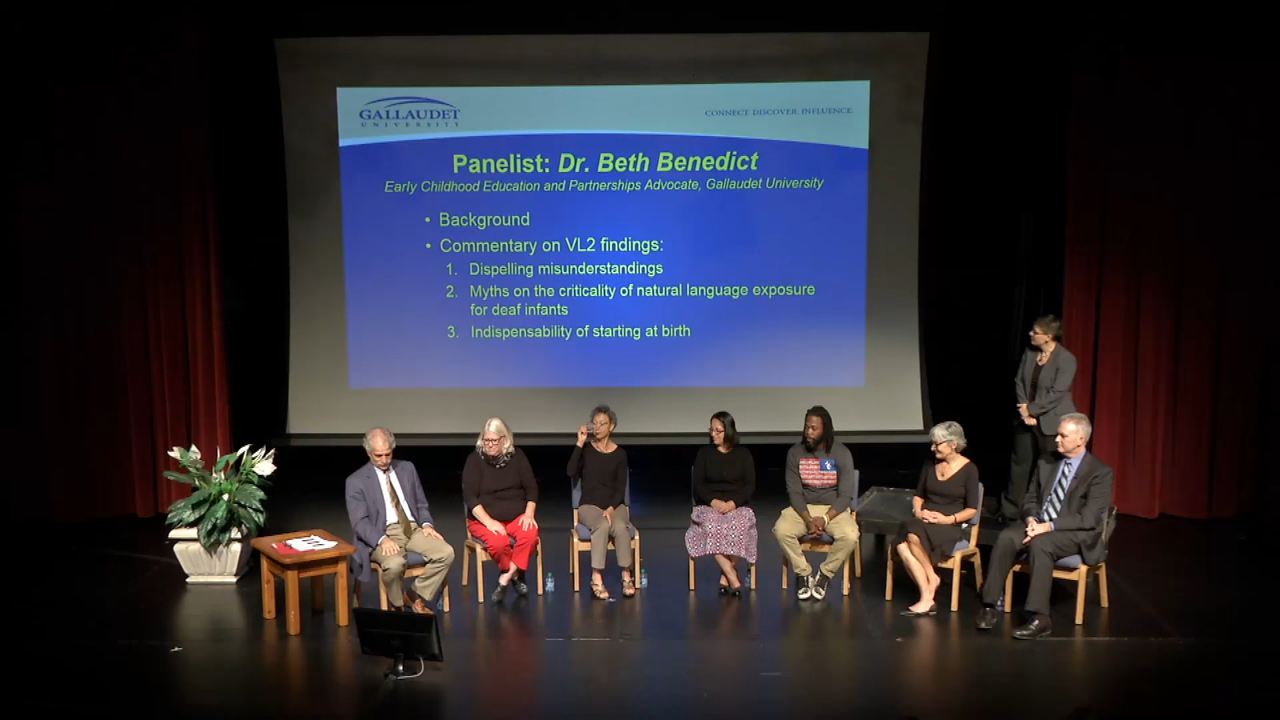 GALLAUDET
UNIVERSITY
CONNECT. DISCOVER. INFLUENCE.
Panelist: Dr. Beth Benedict
Early Childhood Education and Partnerships Advocate, Gallaudet University
• Background
• Commentary on VL2 findings:
1. Dispelling misunderstandings
2. Myths on the criticality of natural language exposure
for deaf infants
3. Indispensability of starting at birth